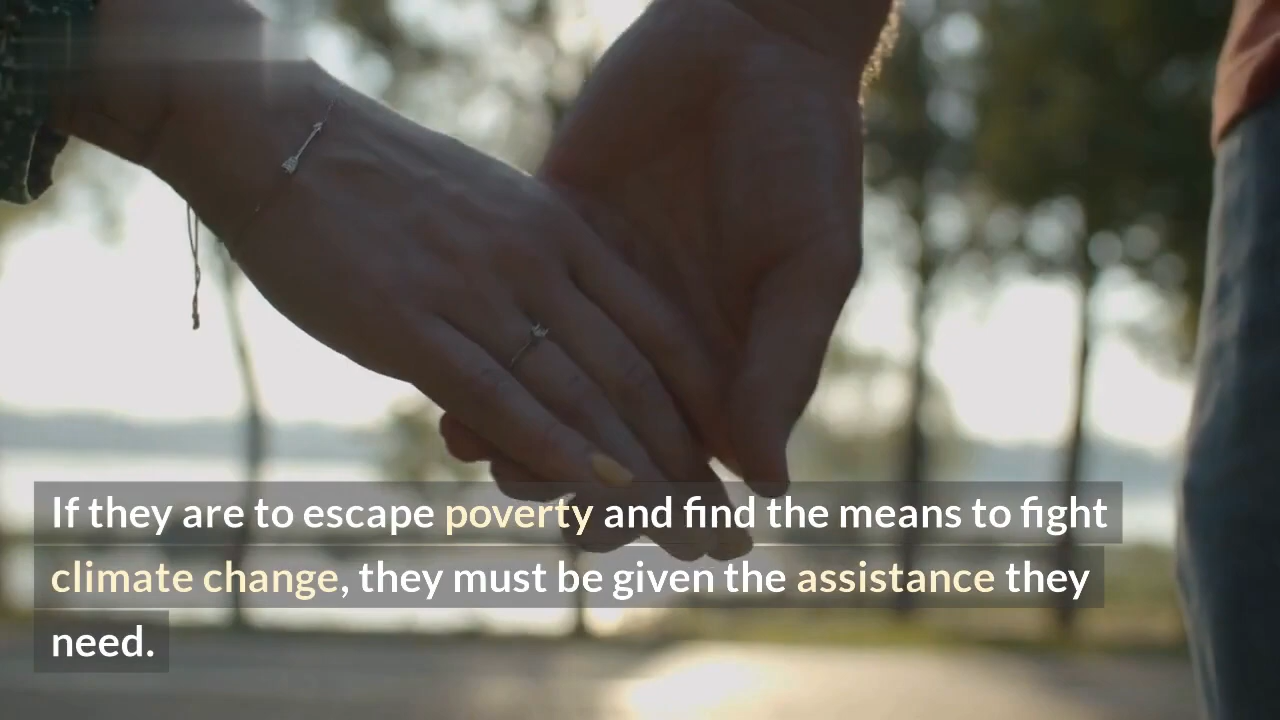 If they are to escape poverty and find the means to fight
climate change, they must be given the assistance they
need.